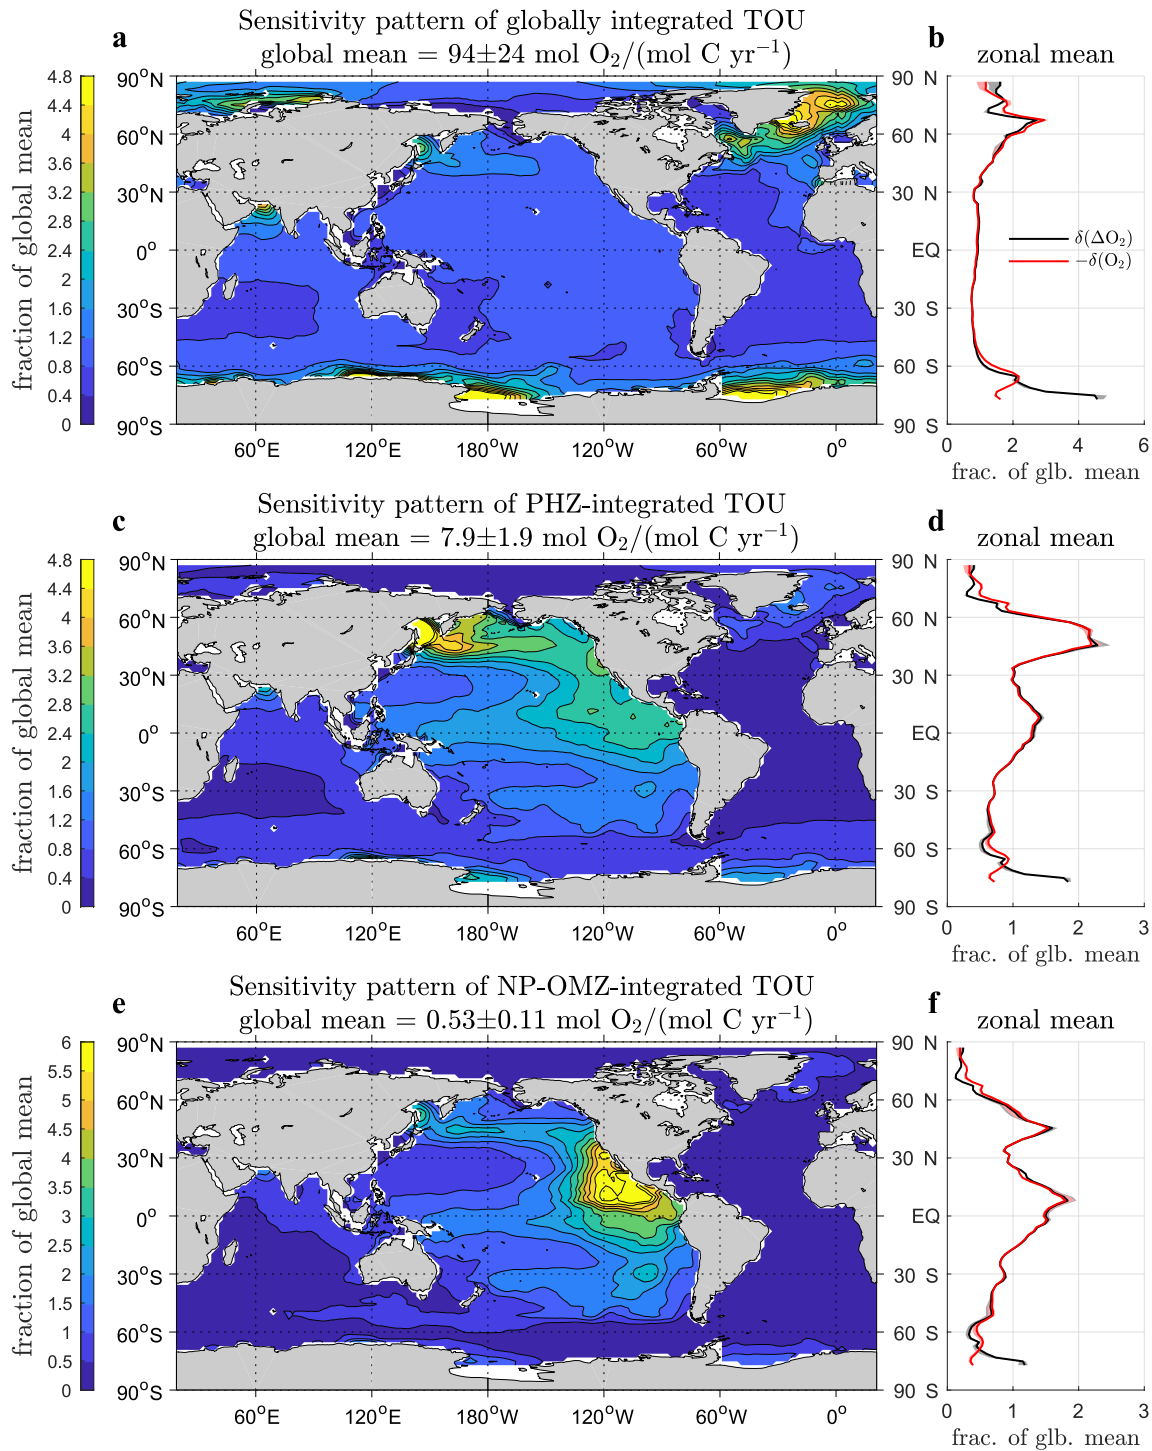 Sensitivity pattern of globally integrated TOU
global mean = 94±24 mol O₂/(mol C yr⁻¹)
a
b
zonal mean
fraction of global mean
4.8
4.4
4
3.6
3.2
2.8
2.4
2
1.6
1.2
0.8
0.4
0
90°N
60°N
30°N
0°
30°S
60°S
90°S
60°E
120°E
180°W
120°W
60°W
0°
90 N
60 N
30 N
EQ
30 S
60 S
90 S
δ(ΔO₂)
−δ(O₂)
0 2 4 6
frac. of glb. mean
Sensitivity pattern of PHZ-integrated TOU
global mean = 7.9±1.9 mol O₂/(mol C yr⁻¹)
c
d
zonal mean
fraction of global mean
4.8
4.4
4
3.6
3.2
2.8
2.4
2
1.6
1.2
0.8
0.4
0
90°N
60°N
30°N
0°
30°S
60°S
90°S
60°E
120°E
180°W
120°W
60°W
0°
90 N
60 N
30 N
EQ
30 S
60 S
90 S
0 1 2 3
frac. of glb. mean
Sensitivity pattern of NP-OMZ-integrated TOU
global mean = 0.53±0.11 mol O₂/(mol C yr⁻¹)
e
f
zonal mean
fraction of global mean
6
5.5
5
4.5
4
3.5
3
2.5
2
1.5
1
0.5
0
90°N
60°N
30°N
0°
30°S
60°S
90°S
60°E
120°E
180°W
120°W
60°W
0°
90 N
60 N
30 N
EQ
30 S
60 S
90 S
0 1 2 3
frac. of glb. mean